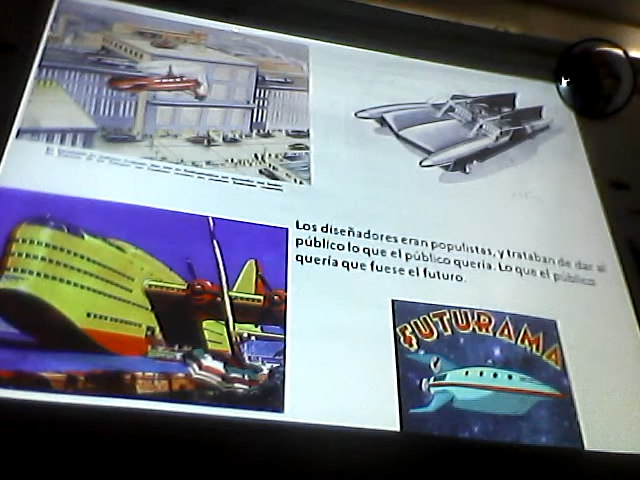 Los diseñadores eran populistas, y trataban de dar al
público lo que el público quería. Lo que el público
quería que fuese el futuro.
FUTURAMA